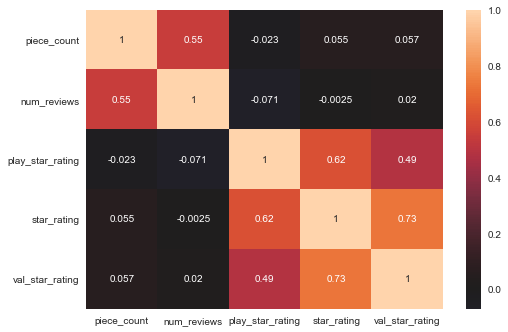 piece_count 1 0.55 -0.023 0.055 0.057
num_reviews 0.55 1 -0.071 -0.0025 0.02
play_star_rating -0.023 -0.071 1 0.62 0.49
star_rating 0.055 -0.0025 0.62 1 0.73
val_star_rating 0.057 0.02 0.49 0.73 1
piece_count num_reviews play_star_rating star_rating val_star_rating
1.0
0.8
0.6
0.4
0.2
0.0